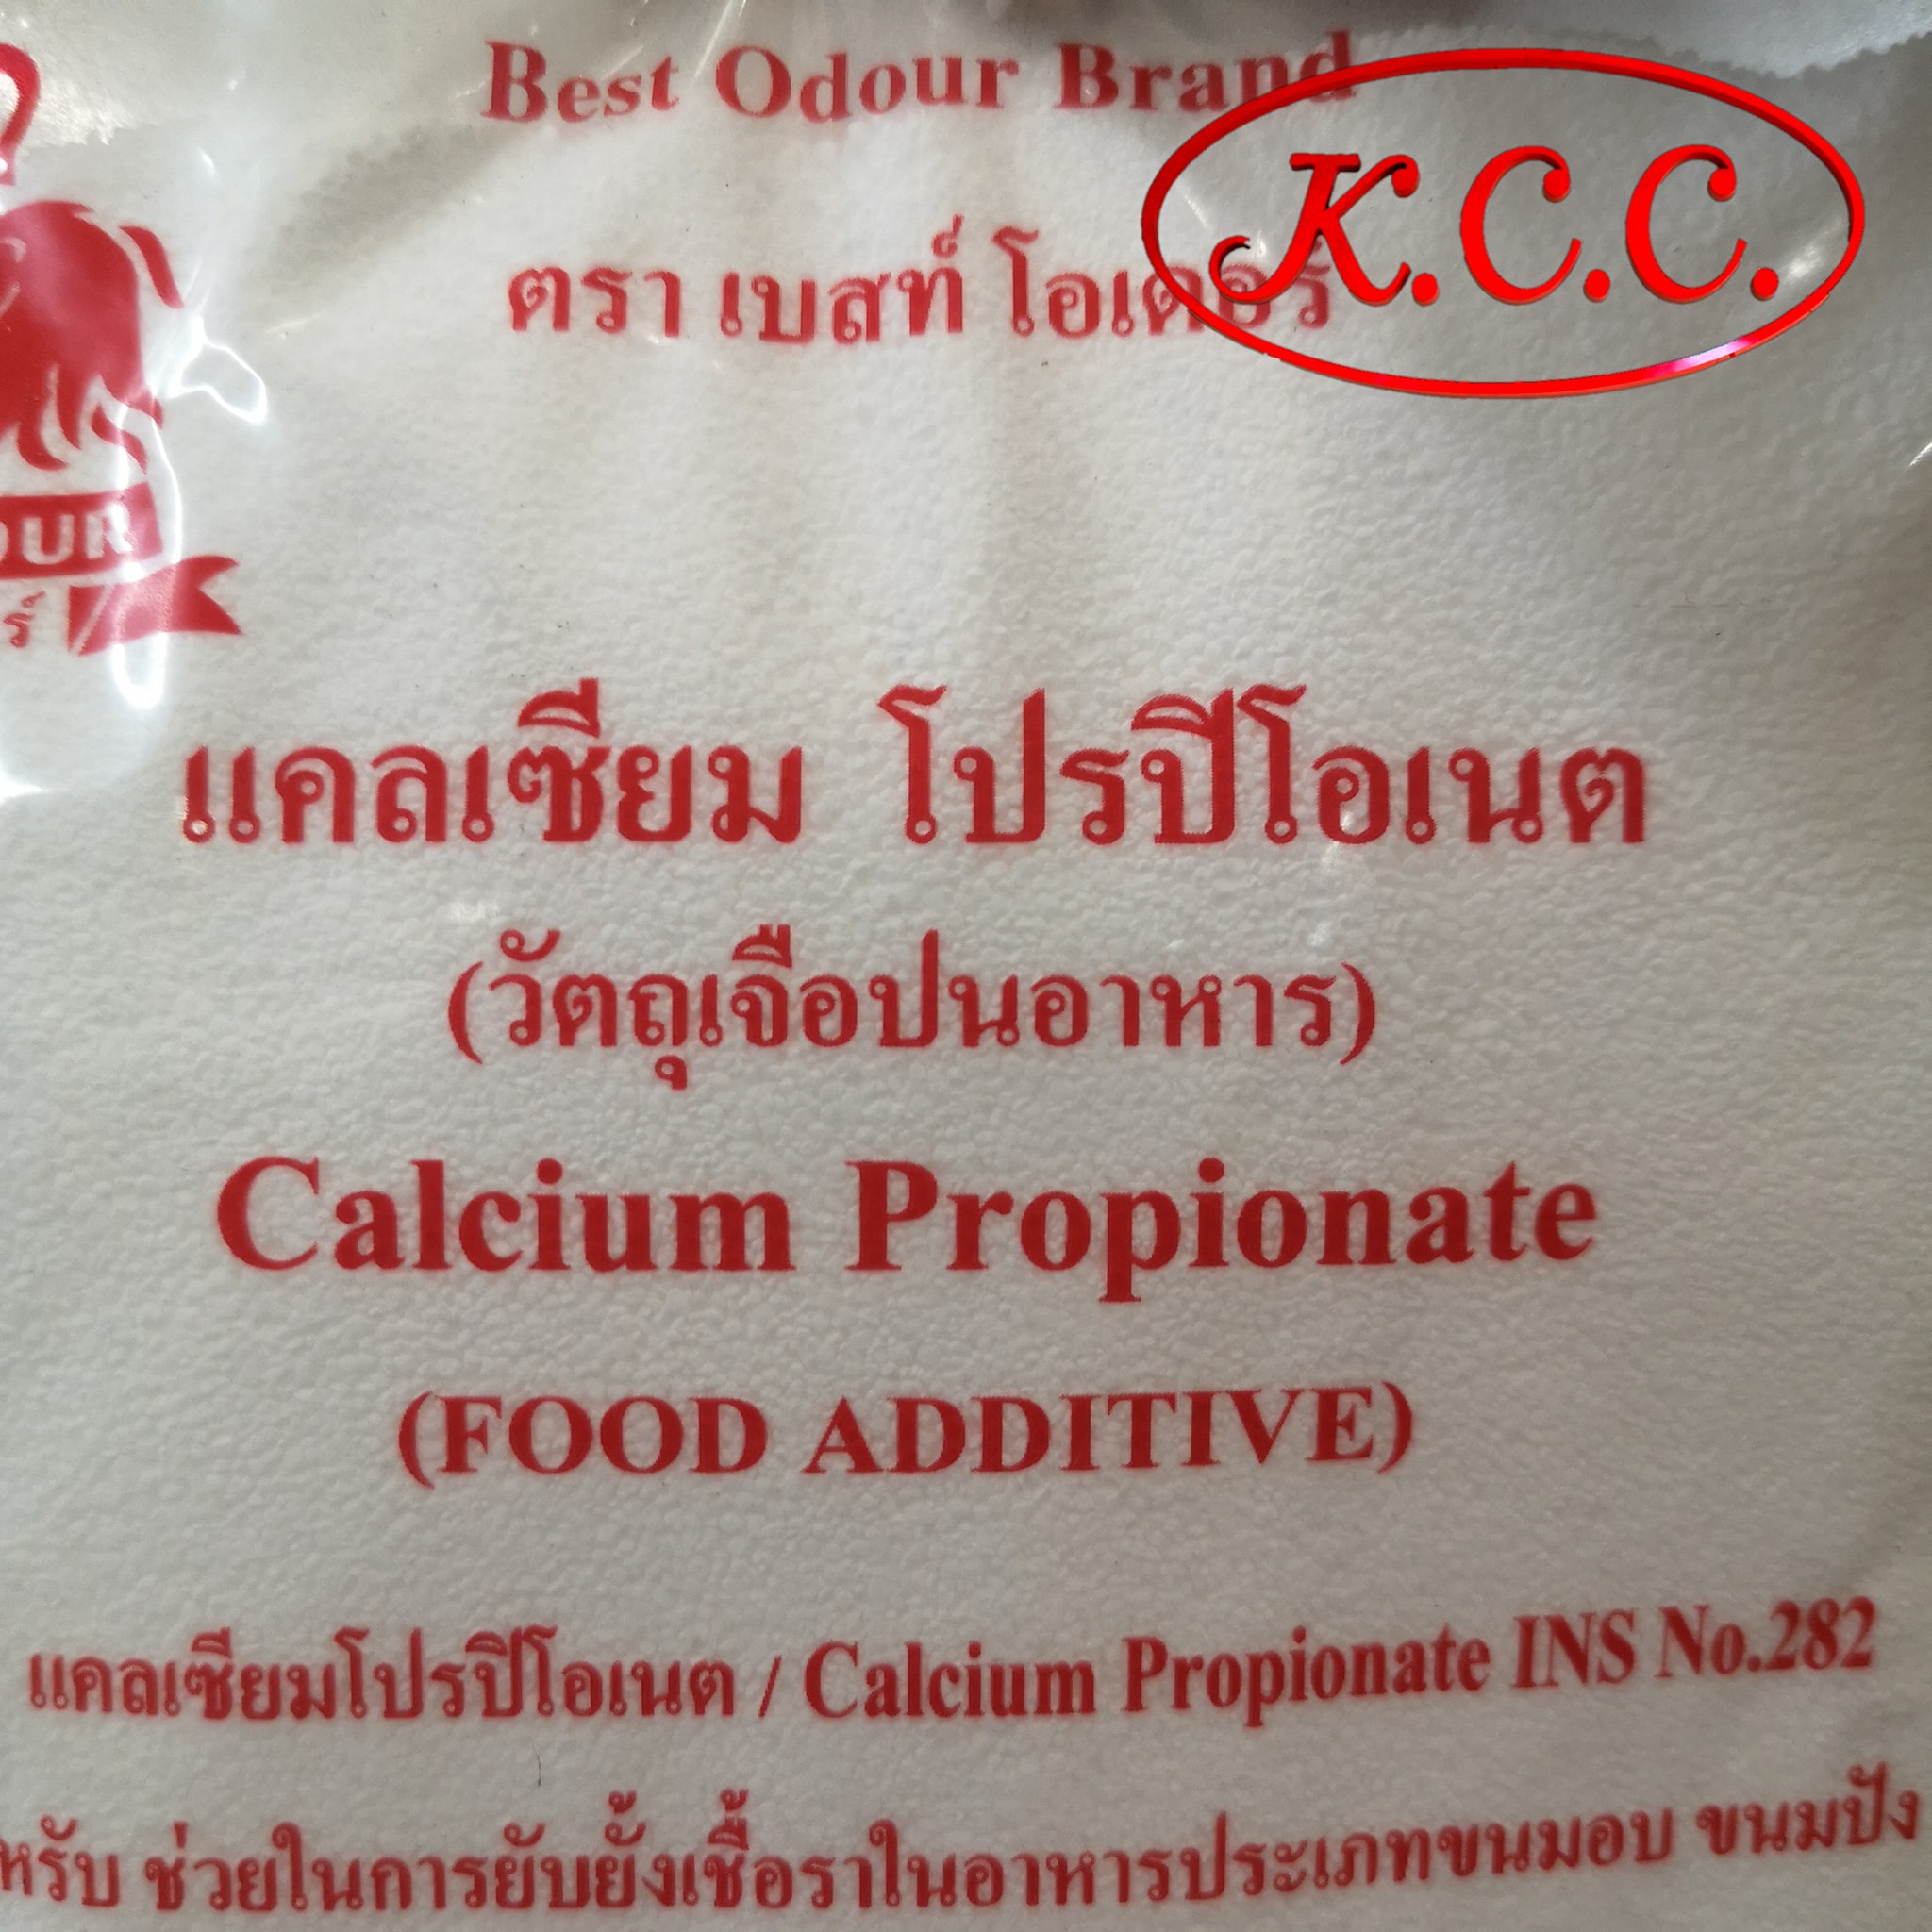 Best Odour Brand
K.C.C.
ตรา เบสท์ โอเดอร์
OUR
ร์
แคลเซียม โปรปิโอเนต
(วัตถุเจือปนอาหาร)
Calcium Propionate
(FOOD ADDITIVE)
แคลเซียมโปรปิโอเนต / Calcium Propionate INS No.282
หรับ ช่วยในการยับยั้งเชื้อราในอาหารประเภทขนมอบ ขนมปัง